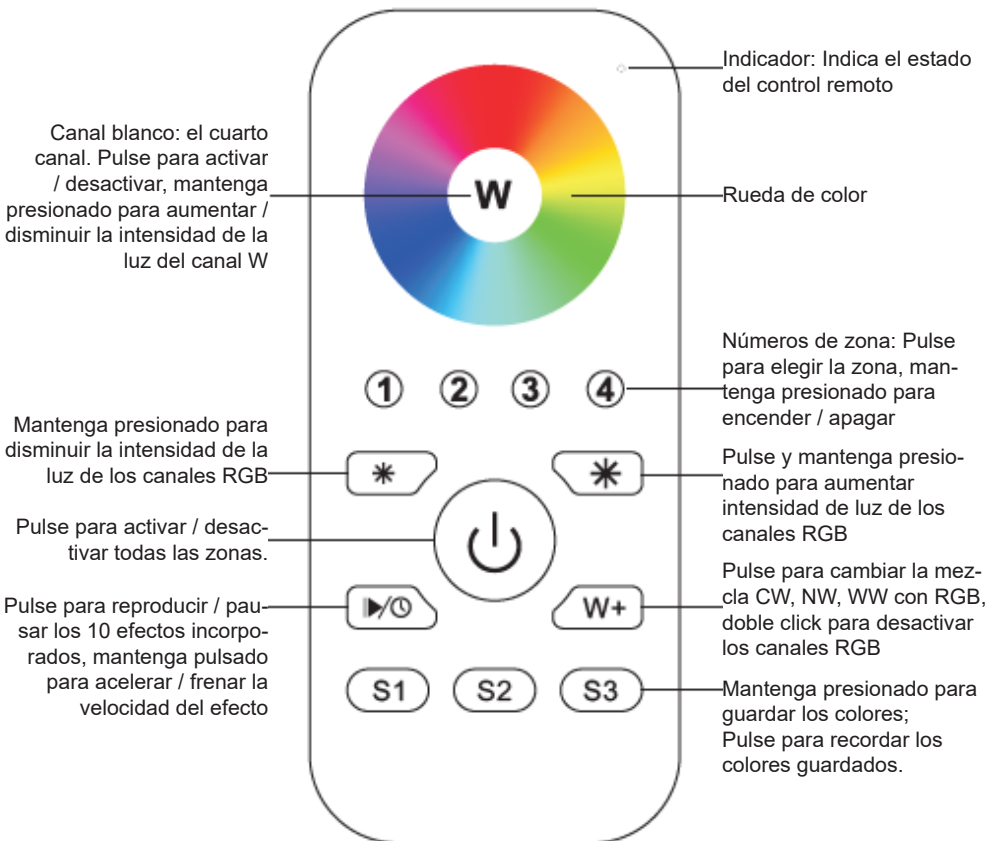 Indicador: Indica el estado
del control remoto
Canal blanco: el cuarto
canal. Pulse para activar
/ desactivar, mantenga
presionado para aumentar /
disminuir la intensidad de la
luz del canal W
W
Rueda de color
Números de zona: Pulse
para elegir la zona, man-
tenga presionado para
encender / apagar
1 2 3 4
Mantenga presionado para
disminuir la intensidad de la
luz de los canales RGB
Pulse y mantenga presio-
nado para aumentar
intensidad de luz de los
canales RGB
Pulse para activar / desac-
tivar todas las zonas.
Pulse para reproducir / pau-
sar los 10 efectos incorpo-
rados, mantenga pulsado
para acelerar / frenar la
velocidad del efecto
W+
Pulse para cambiar la mez-
cla CW, NW, WW con RGB,
doble click para desactivar
los canales RGB
S1 S2 S3
Mantenga presionado para
guardar los colores;
Pulse para recordar los
colores guardados.